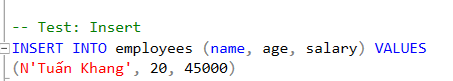 -- Test: Insert
INSERT INTO employees (name, age, salary) VALUES
(N'Tuấn Khang', 20, 45000)